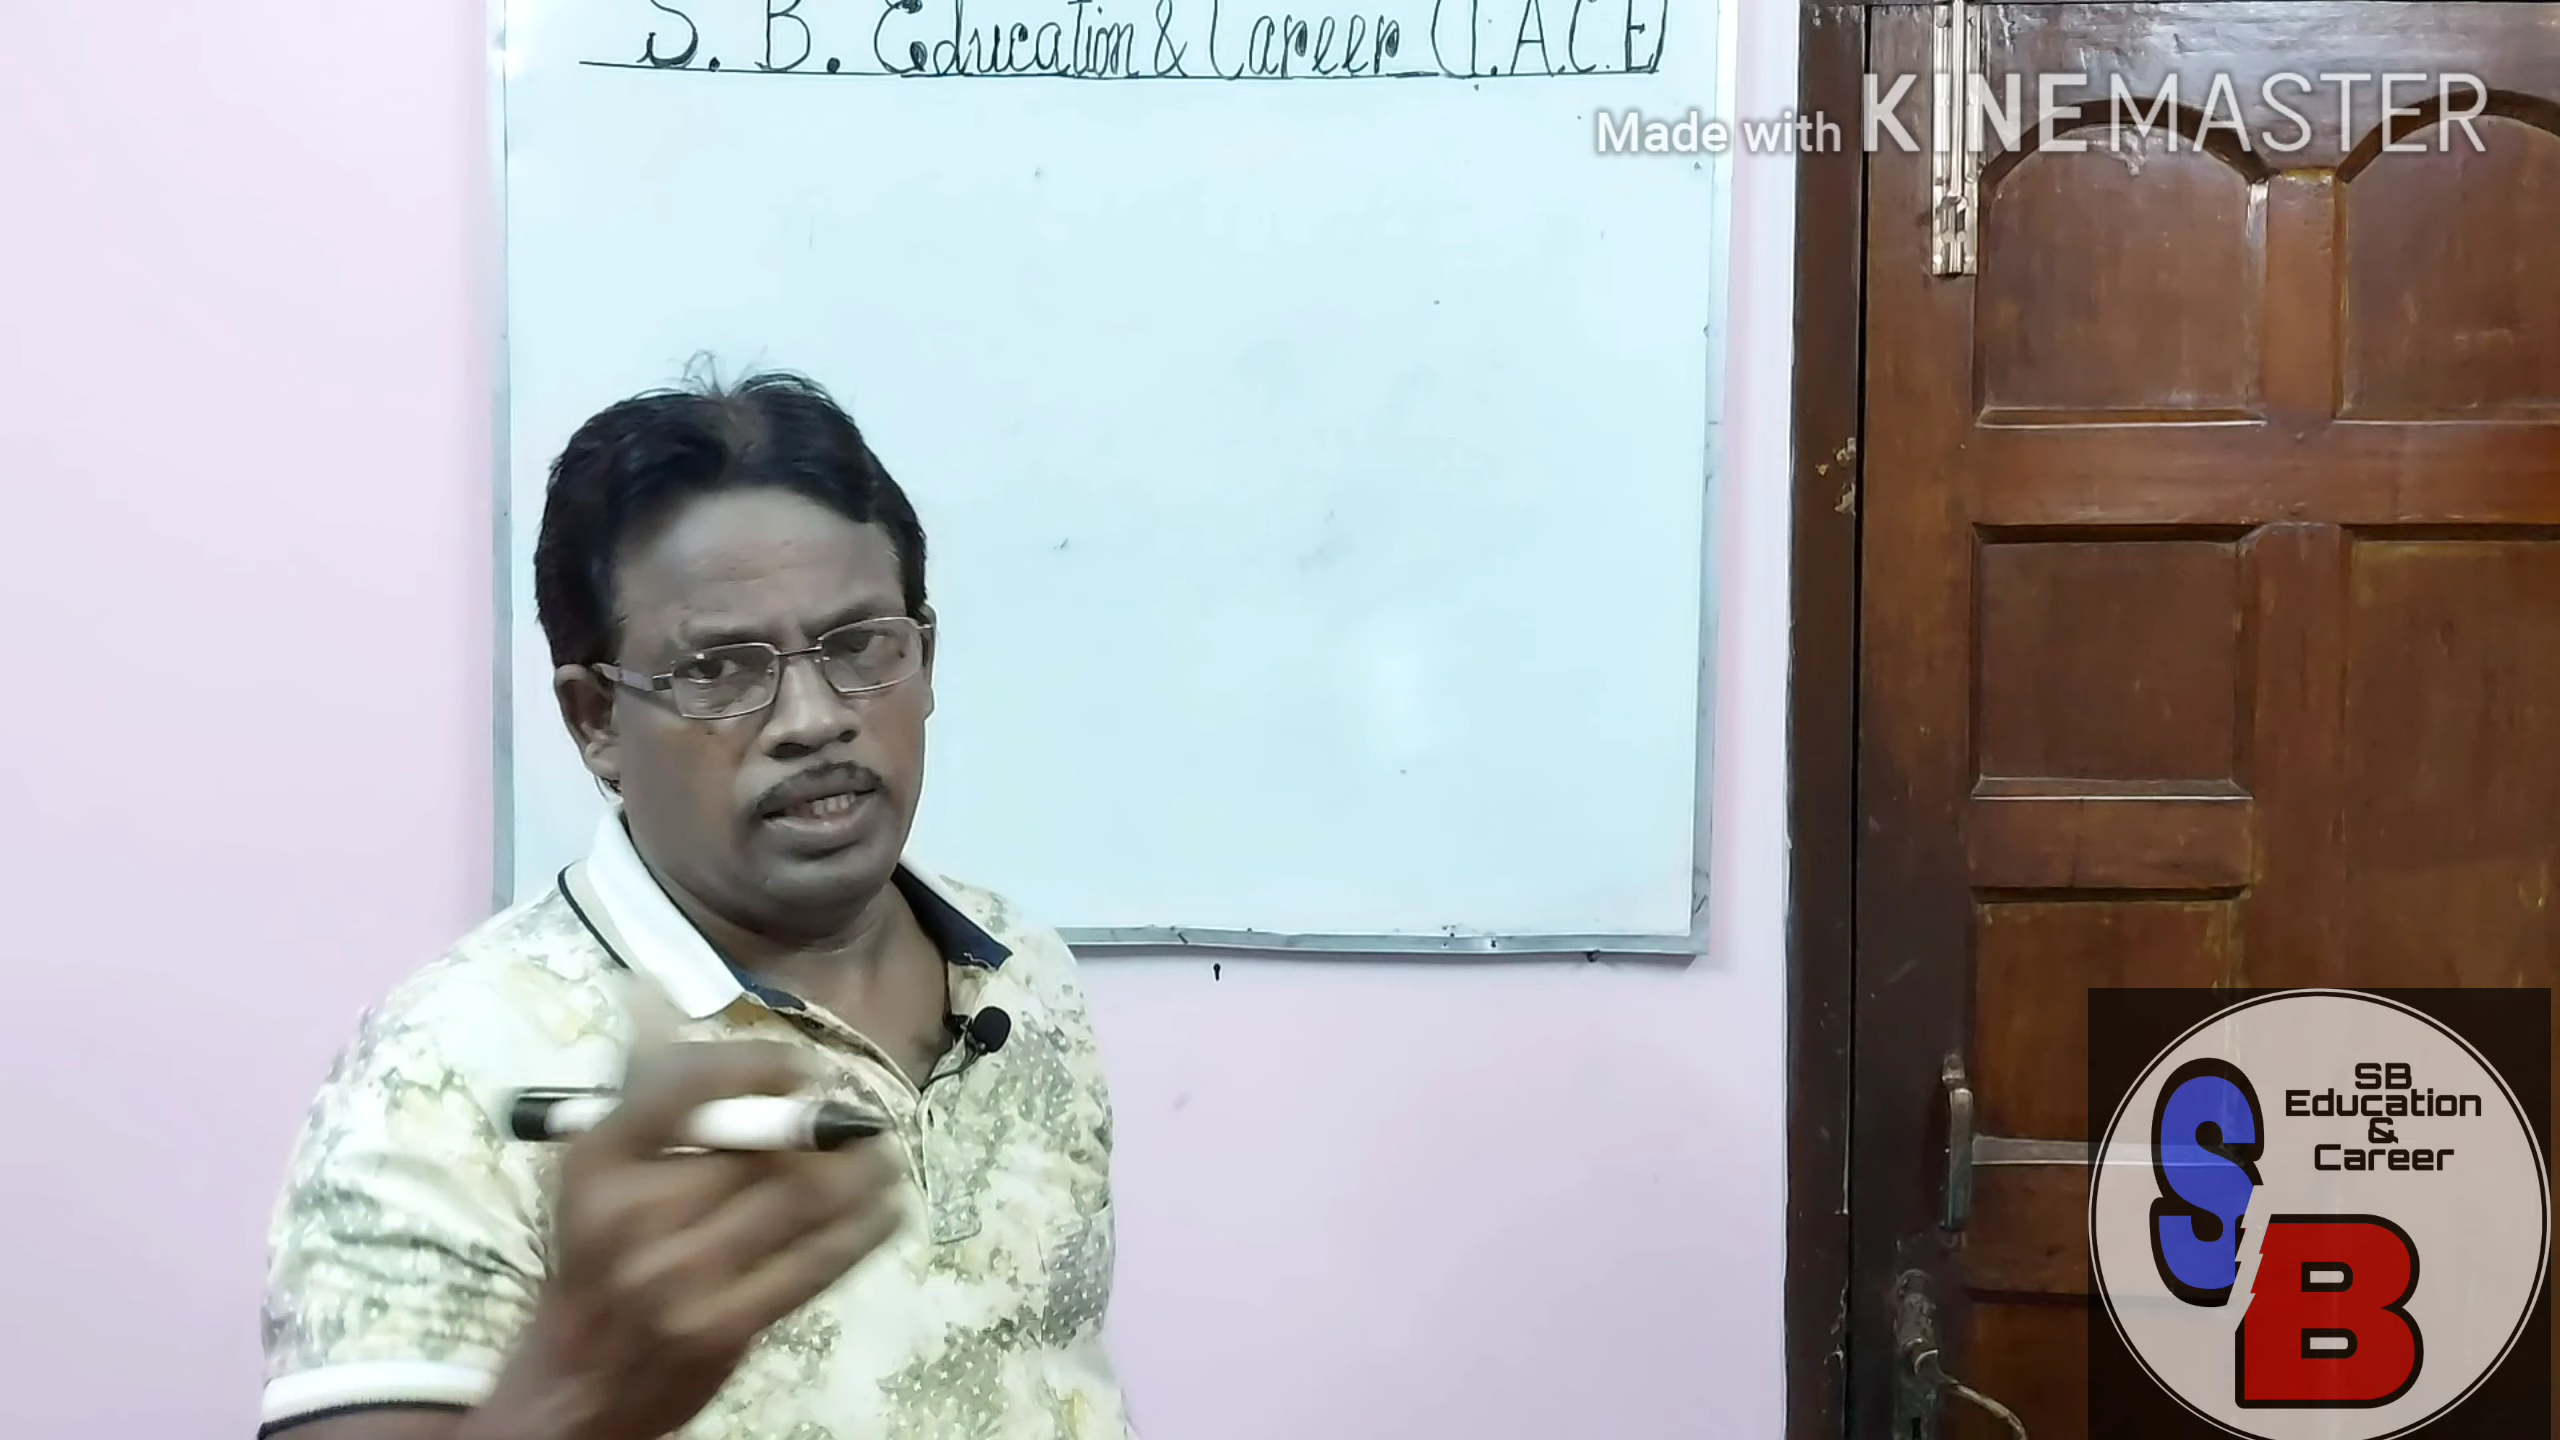 S. B. Education & Career (I.A.C.E)
Made with KINEMASTER
SB
Education
&
Career
SB